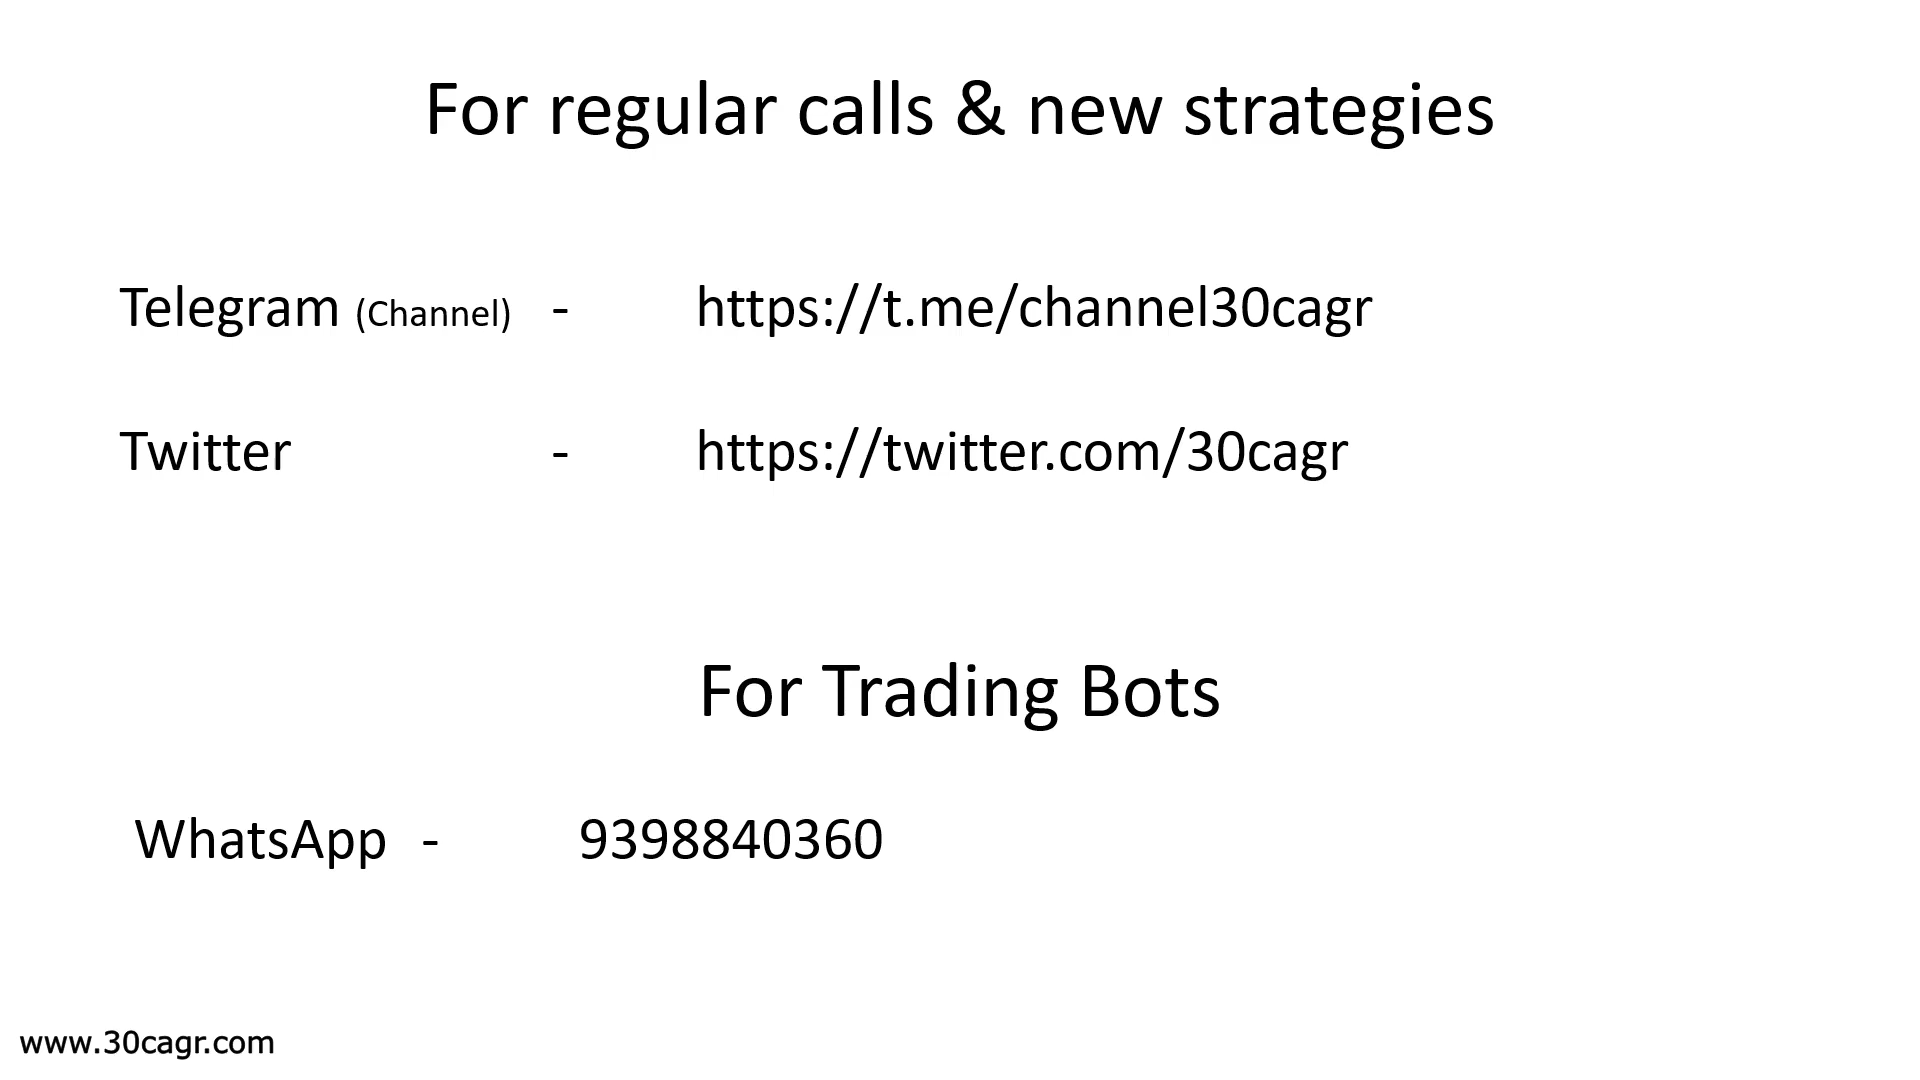 For regular calls & new strategies
Telegram (Channel) - https://t.me/channel30cagr
Twitter - https://twitter.com/30cagr
For Trading Bots
WhatsApp - 9398840360
www.30cagr.com